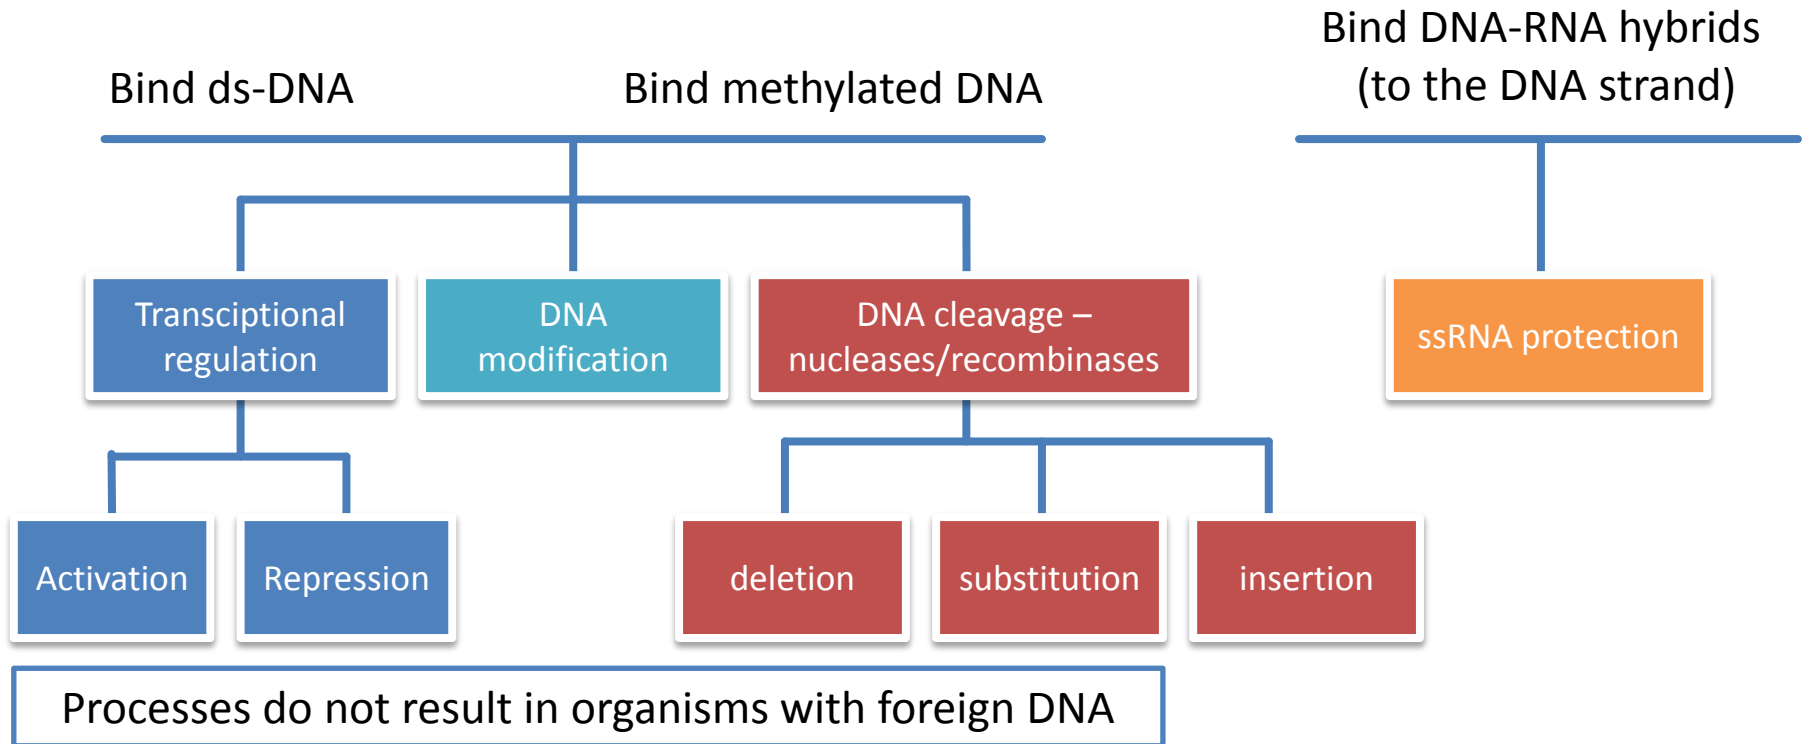 Bind ds-DNA
Bind methylated DNA
Bind DNA-RNA hybrids
(to the DNA strand)
Transciptional
regulation
DNA
modification
DNA cleavage –
nucleases/recombinases
ssRNA protection
Activation
Repression
deletion
substitution
insertion
Processes do not result in organisms with foreign DNA